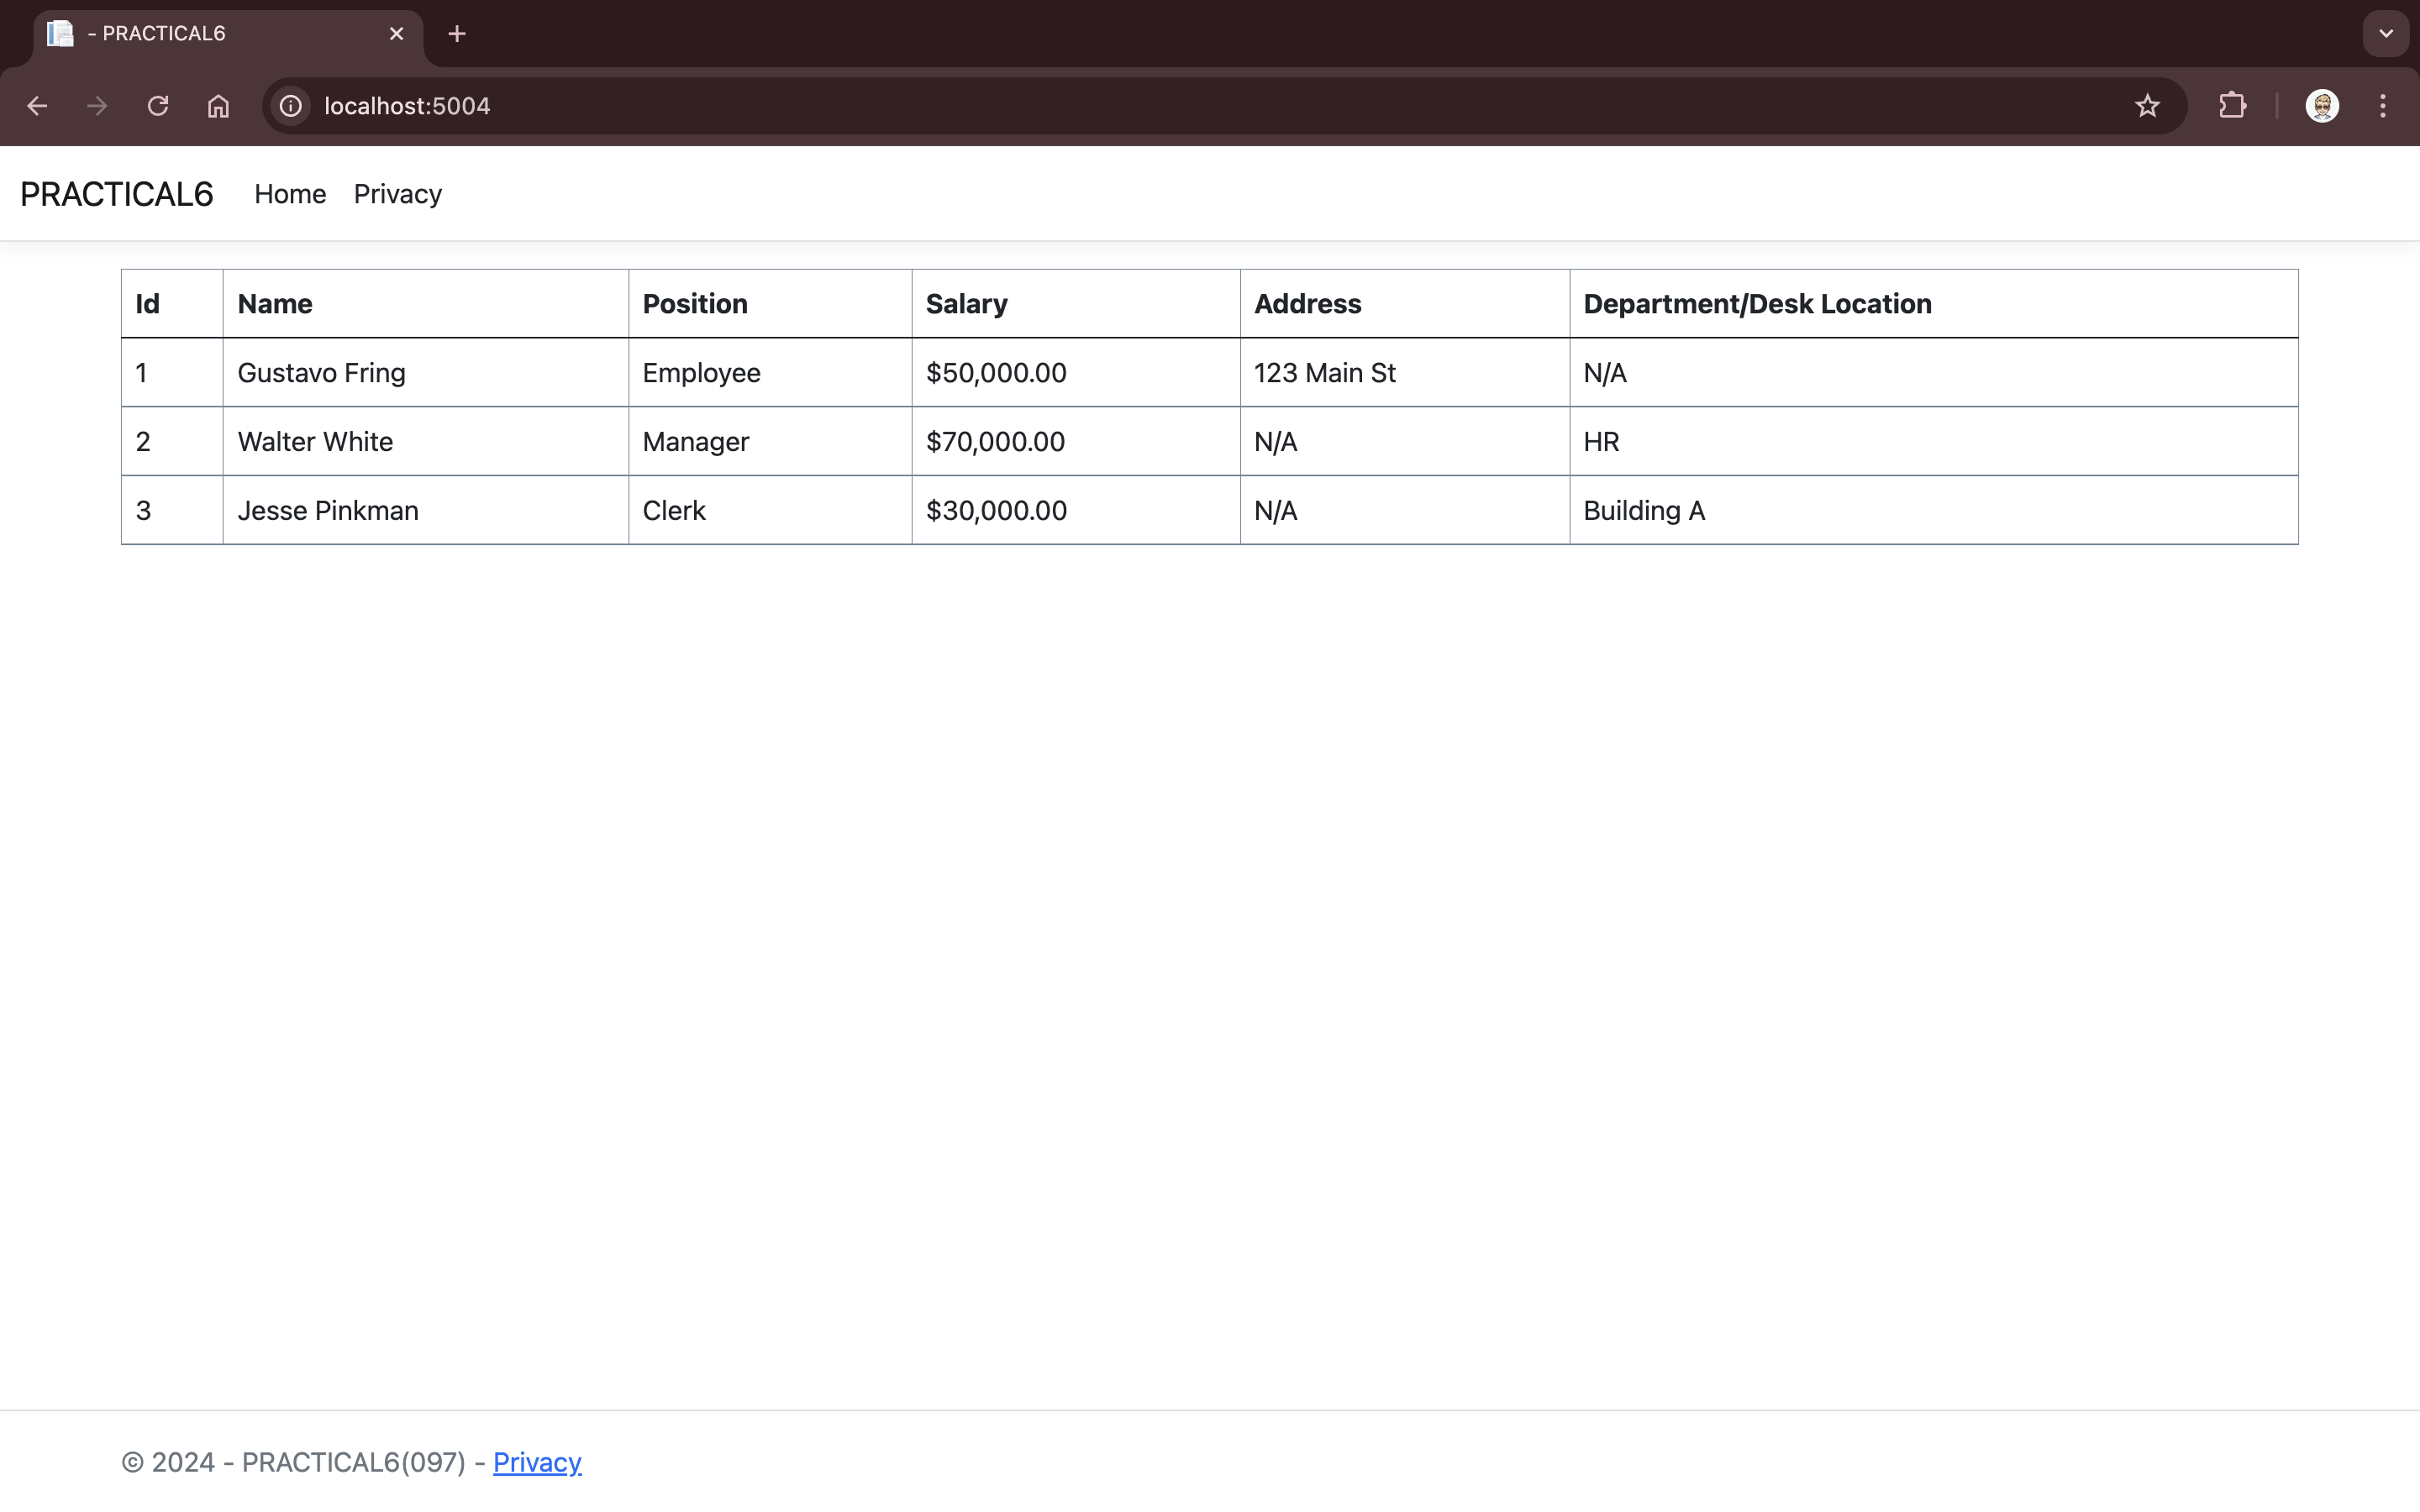 - PRACTICAL6
localhost:5004
PRACTICAL6 Home Privacy
Id Name Position Salary Address Department/Desk Location
1 Gustavo Fring Employee $50,000.00 123 Main St N/A
2 Walter White Manager $70,000.00 N/A HR
3 Jesse Pinkman Clerk $30,000.00 N/A Building A
© 2024 - PRACTICAL6(097) - Privacy